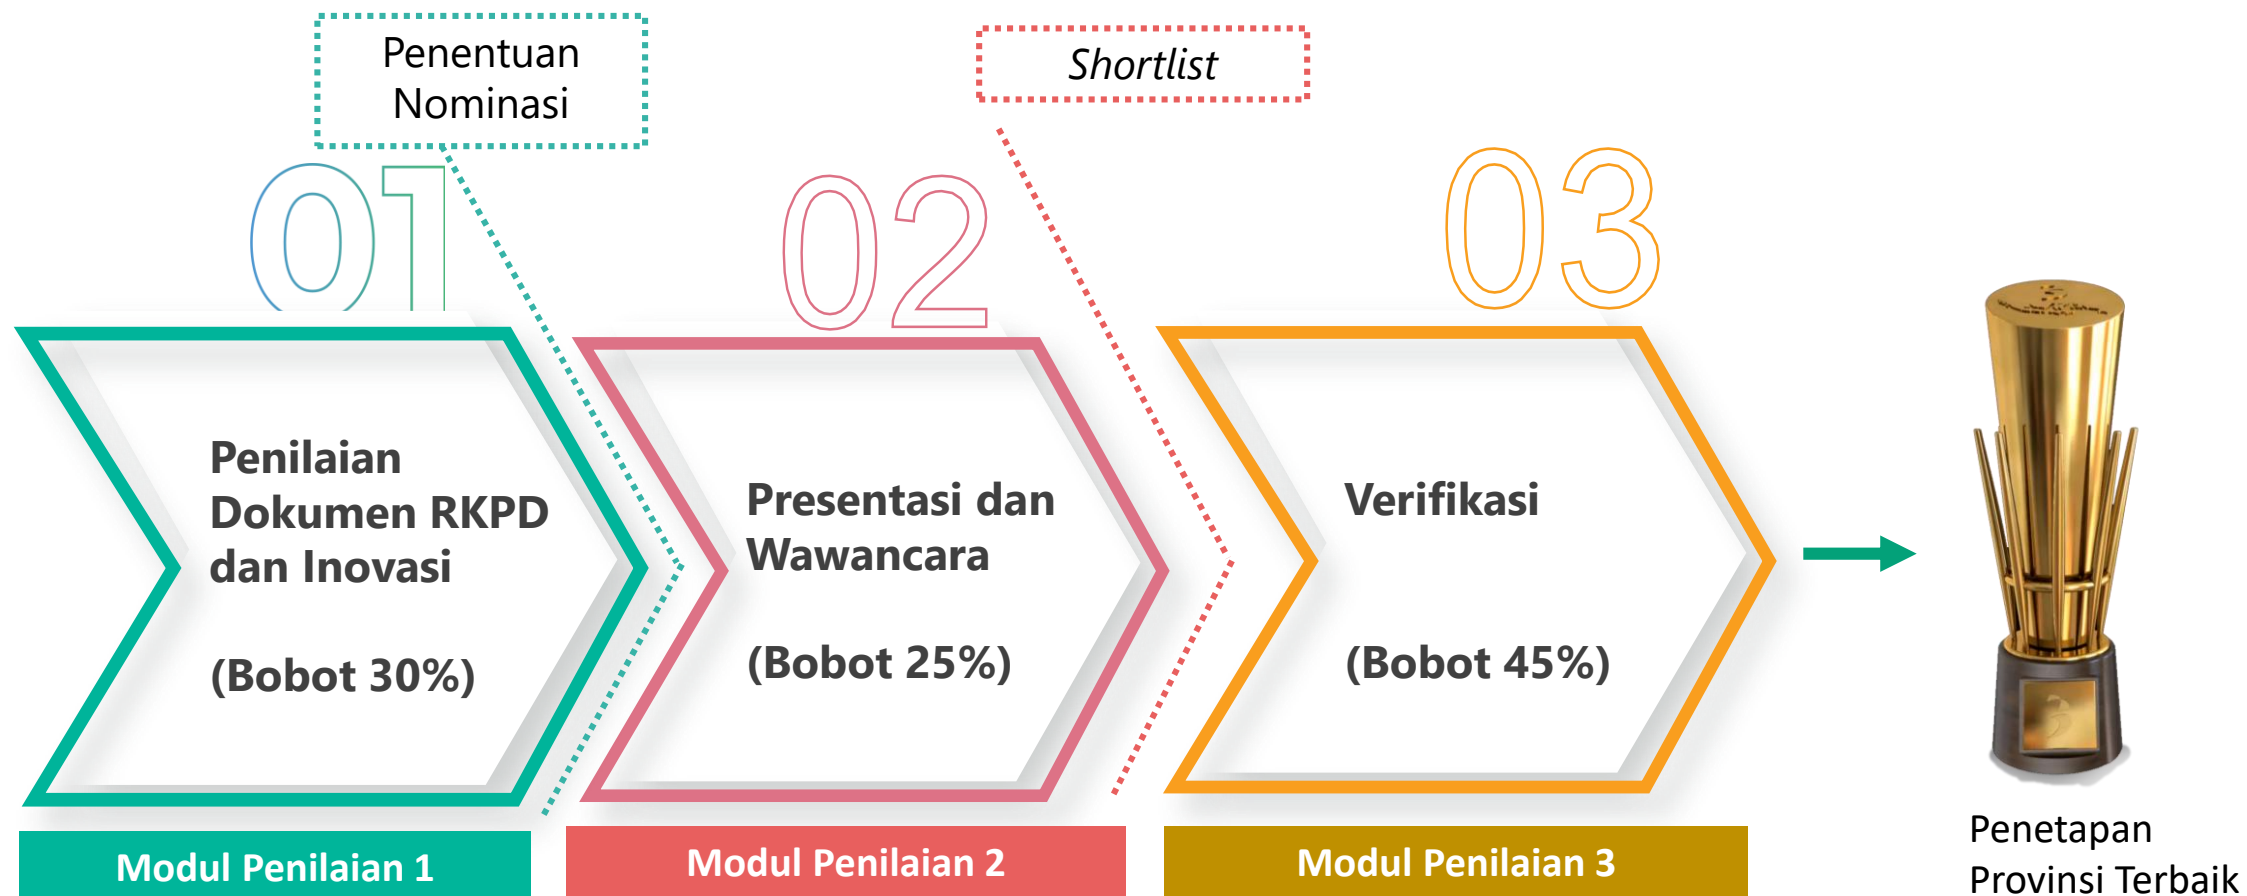 Penentuan
Nominasi
Shortlist
01
02
03
Penilaian
Dokumen RKPD
dan Inovasi
(Bobot 30%)
Presentasi dan
Wawancara
(Bobot 25%)
Verifikasi
(Bobot 45%)
Modul Penilaian 1
Modul Penilaian 2
Modul Penilaian 3
Penetapan
Provinsi Terbaik